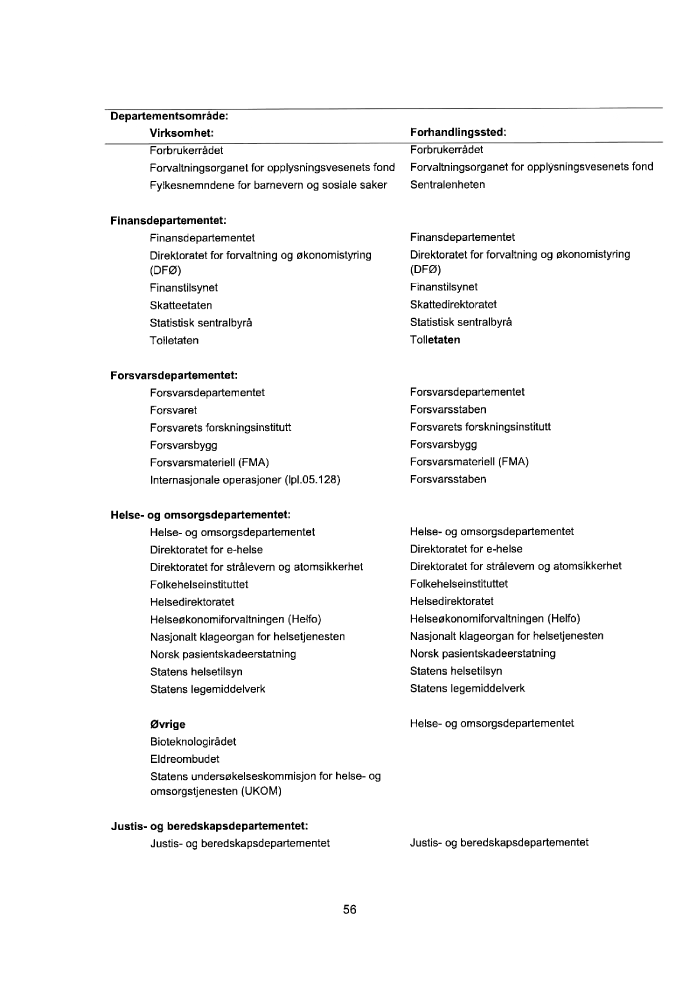 Departementsområde:
Virksomhet: Forhandlingssted:
Forbrukerrådet Forbrukerrådet
Forvaltningsorganet for opplysningsvesenets fond Forvaltningsorganet for opplysningsvesenets fond
Fylkesnemndene for barnevern og sosiale saker Sentralenheten
Finansdepartementet:
Finansdepartementet Finansdepartementet
Direktoratet for forvaltning og økonomistyring Direktoratet for forvaltning og økonomistyring
(DFØ) (DFØ)
Finanstilsynet Finanstilsynet
Skatteetaten Skattedirektoratet
Statistisk sentralbyrå Statistisk sentralbyrå
Tolletaten Tolletaten
Forsvarsdepartementet:
Forsvarsdepartementet Forsvarsdepartementet
Forsvaret Forsvarsstaben
Forsvarets forskningsinstitutt Forsvarets forskningsinstitutt
Forsvarsbygg Forsvarsbygg
Forsvarsmateriell (FMA) Forsvarsmateriell (FMA)
Internasjonale operasjoner (lpl.05.128) Forsvarsstaben
Helse- og omsorgsdepartementet:
Helse- og omsorgsdepartementet Helse- og omsorgsdepartementet
Direktoratet for e-helse Direktoratet for e-helse
Direktoratet for strålevern og atomsikkerhet Direktoratet for strålevern og atomsikkerhet
Folkehelseinstituttet Folkehelseinstituttet
Helsedirektoratet Helsedirektoratet
Helseøkonomiforvaltningen (Helfo) Helseøkonomiforvaltningen (Helfo)
Nasjonalt klageorgan for helsetjenesten Nasjonalt klageorgan for helsetjenesten
Norsk pasientskadeerstatning Norsk pasientskadeerstatning
Statens helsetilsyn Statens helsetilsyn
Statens legemiddelverk Statens legemiddelverk
Øvrige Helse- og omsorgsdepartementet
Bioteknologirådet
Eldreombudet
Statens undersøkelseskommisjon for helse- og
omsorgstjenesten (UKOM)
Justis- og beredskapsdepartementet:
Justis- og beredskapsdepartementet Justis- og beredskapsdepartementet
56